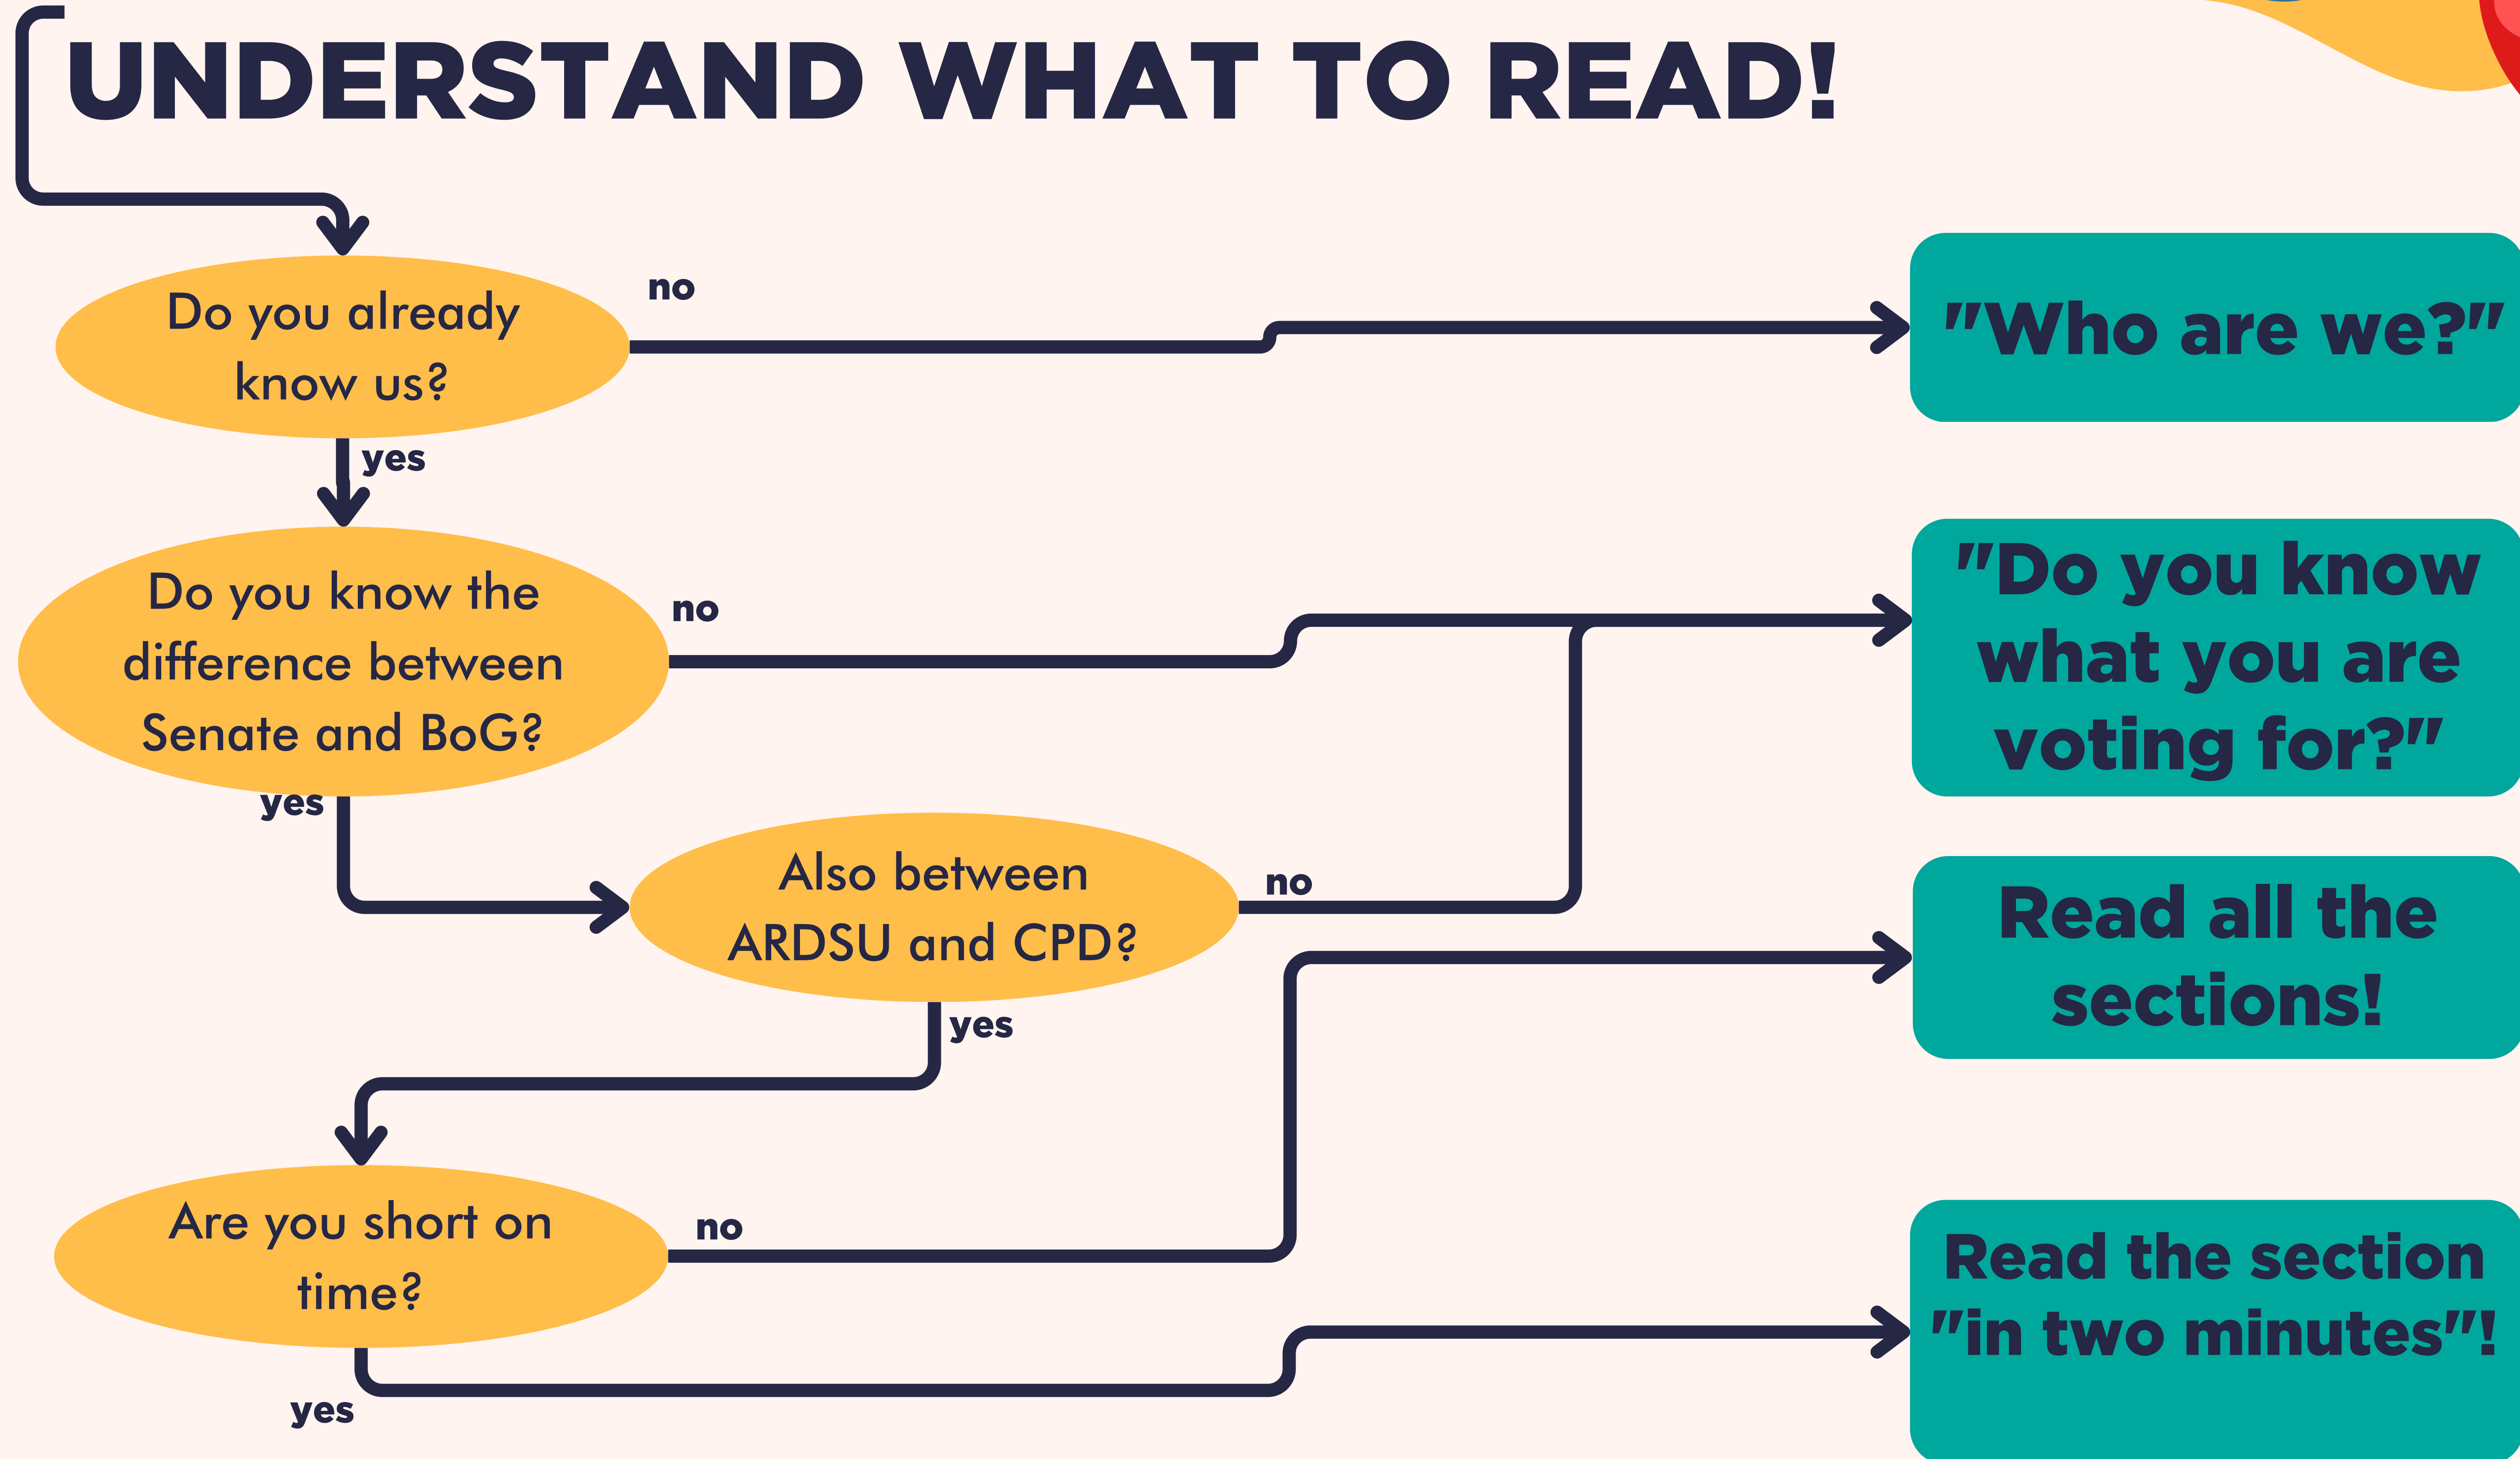 UNDERSTAND WHAT TO READ!
Do you already
know us?
no
"Who are we?"
yes
Do you know the
difference between
Senate and BoG?
no
"Do you know
what you are
voting for?"
yes
Also between
ARDSU and CPD?
no
Read all the
sections!
yes
Are you short on
time?
no
Read the section
"in two minutes"!
yes